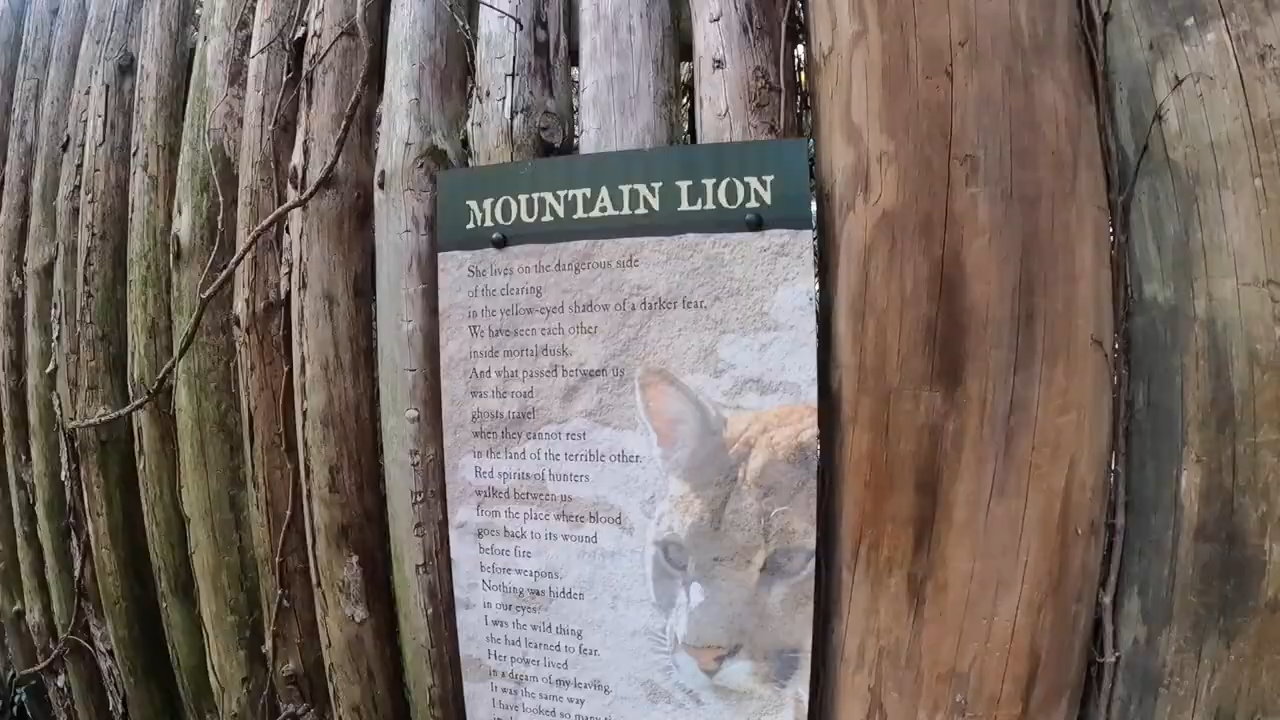 MOUNTAIN LION
She lives on the dangerous side
of the clearing
in the yellow-eyed shadow of a darker fear.
We have seen each other
inside mortal dusk.
And what passed between us
was the road
ghosts travel
when they cannot rest
in the land of the terrible other.
Red spirits of hunters
walked between us
from the place where blood
goes back to its wound
before fire
before weapons.
Nothing was hidden
in our eyes.
I was the wild thing
she had learned to fear.
Her power lived
in a dream of my leaving.
It was the same way
I have looked so many